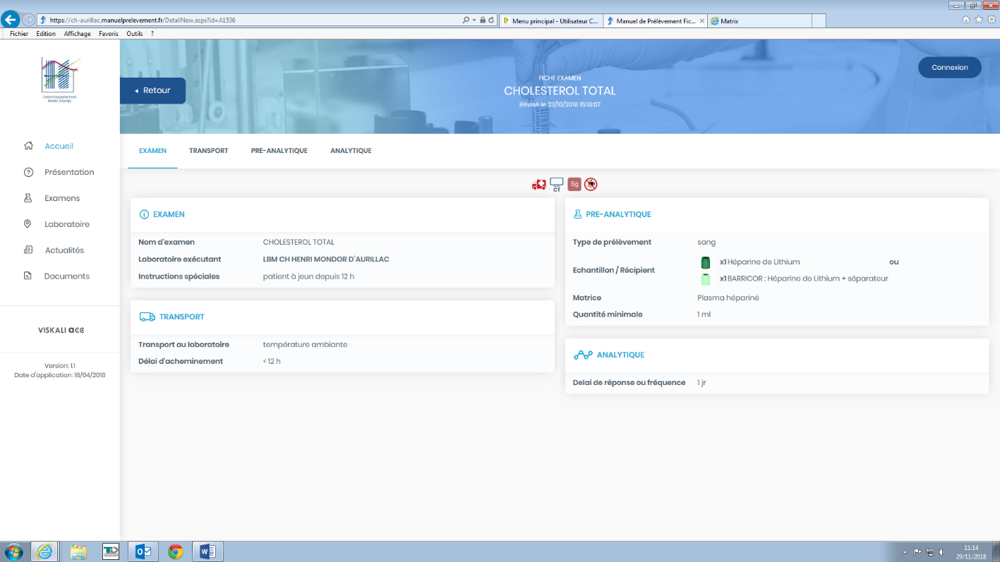 https://ch-aurillac.manuelprelevement.fr/DetailNew.aspx?id=A1536
Menu principal - Utilisateur C...
Manuel de Prélèvement Fic...
Matrix
Fichier Edition Affichage Favoris Outils ?
Centre Hospitalier Henri
Mondor d'Aurillac
Retour
FICHE EXAMEN
CHOLESTEROL TOTAL
Révisé le 23/10/2018 15:18:07
Connexion
Accueil
Présentation
Examens
Laboratoire
Actualités
Documents
VISKALI acc
Version: 1.1
Date d'application: 18/04/2018
EXAMEN TRANSPORT PRE-ANALYTIQUE ANALYTIQUE
CT
Sg
EXAMEN
Nom d'examen CHOLESTEROL TOTAL
Laboratoire exécutant LBM CH HENRI MONDOR D'AURILLAC
Instructions spéciales patient à jeun depuis 12 h
TRANSPORT
Transport au laboratoire température ambiante
Délai d'acheminement < 12 h
PRE-ANALYTIQUE
Type de prélèvement sang
Echantillon / Récipient
x1 Héparine de Lithium ou
x1 BARRICOR : Héparine de Lithium + séparateur
Matrice Plasma hépariné
Quantité minimale 1 ml
ANALYTIQUE
Delai de réponse ou fréquence 1 jr
11:14
29/11/2018